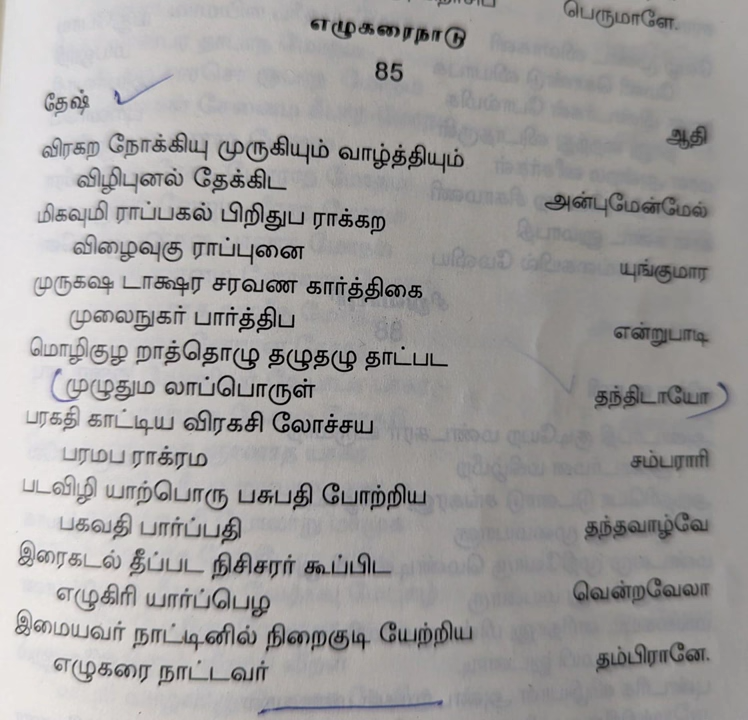 பெருமாளே.
எழுகரைநாடு
85
தேஷ்
ஆதி
விரகற நோக்கியு முருகியும் வாழ்த்தியும்
விழிபுனல் தேக்கிட அன்புமேன்மேல்
மிகவுமி ராப்பகல் பிறிதுப ராக்கற
விழைவுகு ராப்புனை யுங்குமார
முருகஷ டாக்ஷர சரவண கார்த்திகை
முலைநுகர் பார்த்திப என்றுபாடி
மொழிகுழ றாத்தொழு தழுதழு தாட்பட
(முழுதும லாப்பொருள் தந்திடாயோ)
பரகதி காட்டிய விரகசி லோச்சய
பரமப ராக்ரம சம்பராரி
படவிழி யாற்பொரு பசுபதி போற்றிய
பகவதி பார்ப்பதி தந்தவாழ்வே
இரைகடல் தீப்பட நிசிசரர் கூப்பிட
எழுகிரி யார்ப்பெழ வென்றவேலா
இமையவர் நாட்டினில் நிறைகுடி யேற்றிய
எழுகரை நாட்டவர் தம்பிரானே.